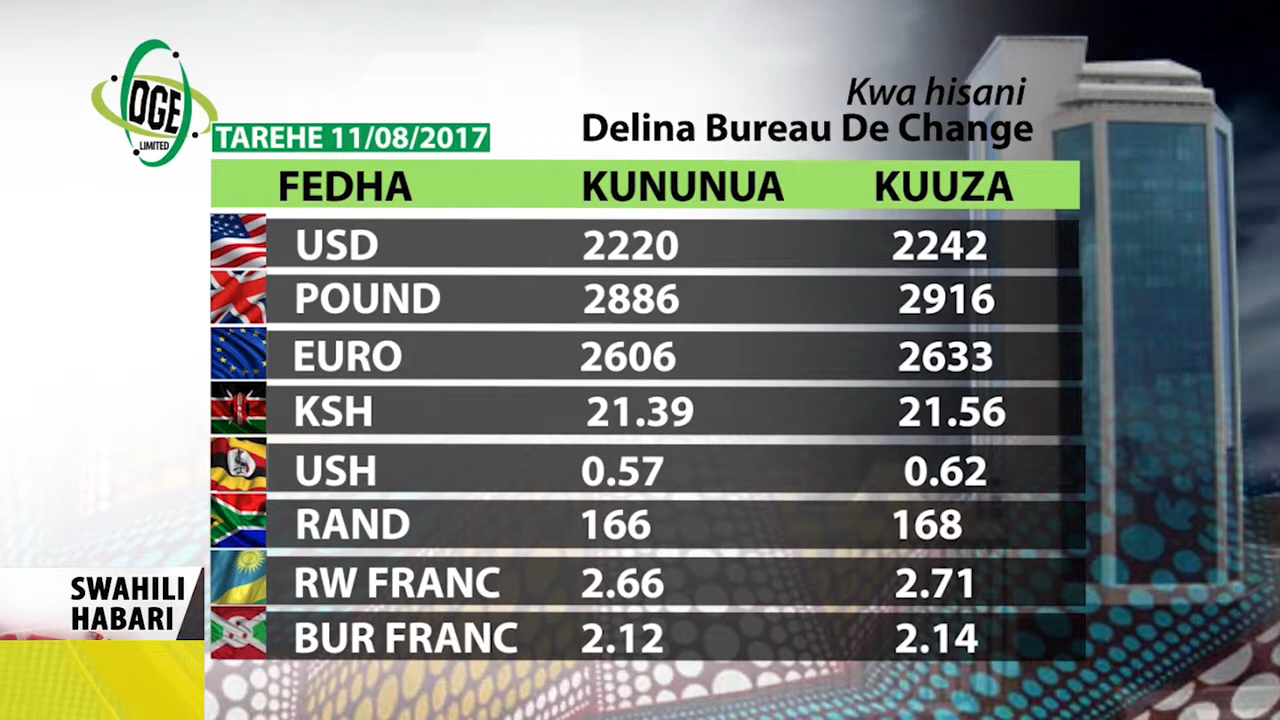 DGE
LIMITED
TAREHE 11/08/2017
Kwa hisani
Delina Bureau De Change
FEDHA KUNUNUA KUUZA
USD 2220 2242
POUND 2886 2916
EURO 2606 2633
KSH 21.39 21.56
USH 0.57 0.62
RAND 166 168
RW FRANC 2.66 2.71
BUR FRANC 2.12 2.14
SWAHILI
HABARI